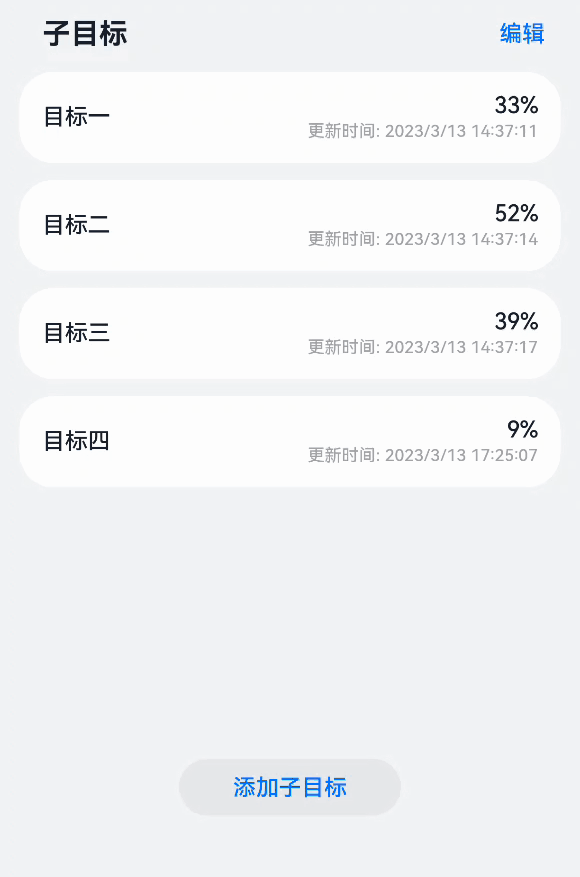 子目标
编辑
目标一
33%
更新时间: 2023/3/13 14:37:11
目标二
52%
更新时间: 2023/3/13 14:37:14
目标三
39%
更新时间: 2023/3/13 14:37:17
目标四
9%
更新时间: 2023/3/13 17:25:07
添加子目标